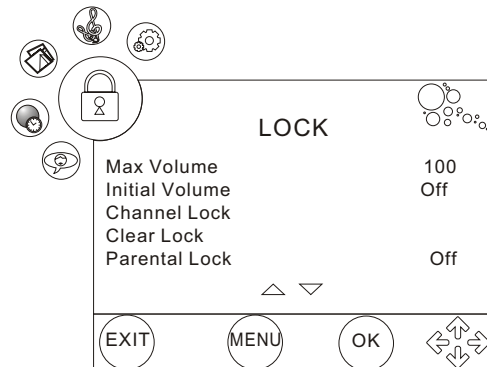 LOCK
Max Volume 100
Initial Volume Off
Channel Lock
Clear Lock
Parental Lock Off
EXIT MENU OK